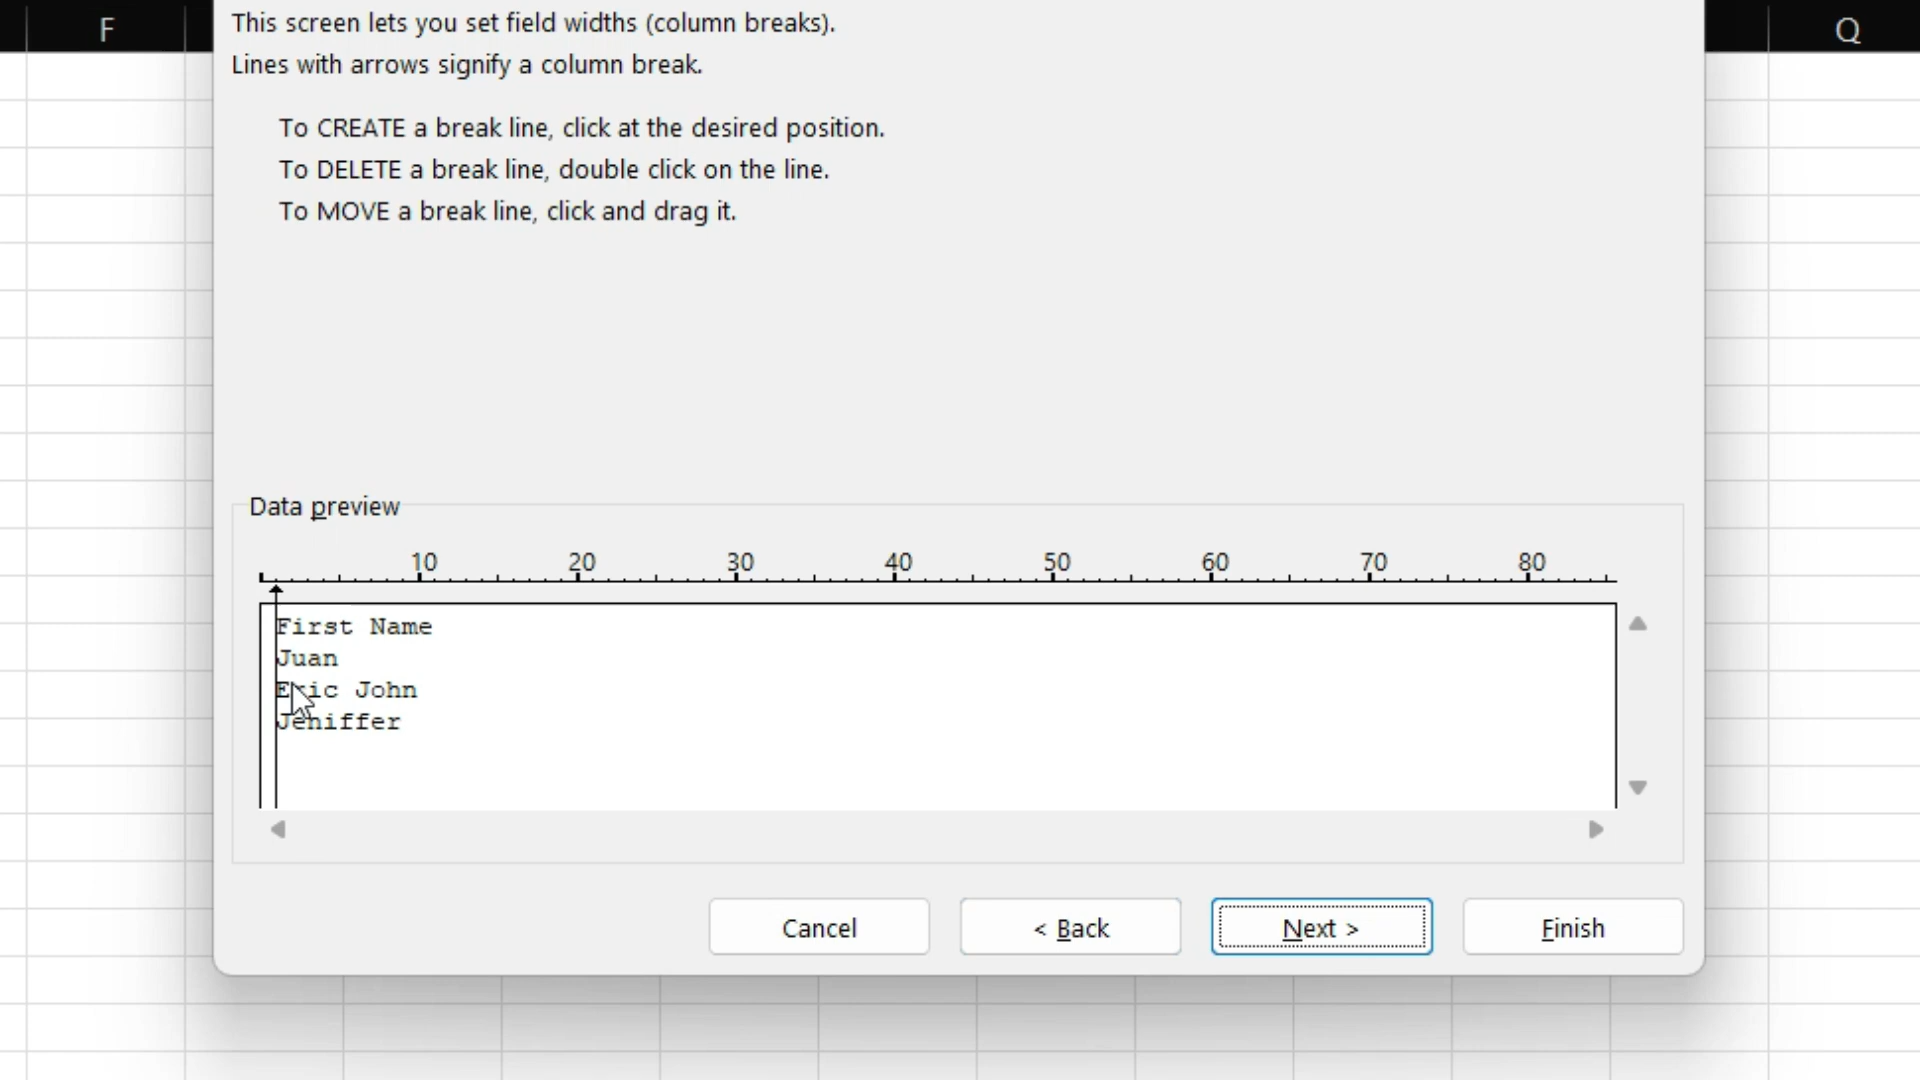 F
Q
This screen lets you set field widths (column breaks).
Lines with arrows signify a column break.
To CREATE a break line, click at the desired position.
To DELETE a break line, double click on the line.
To MOVE a break line, click and drag it.
Data preview
10 20 30 40 50 60 70 80
First Name
Juan
Eric John
Jeniffer
Cancel
< Back
Next >
Finish